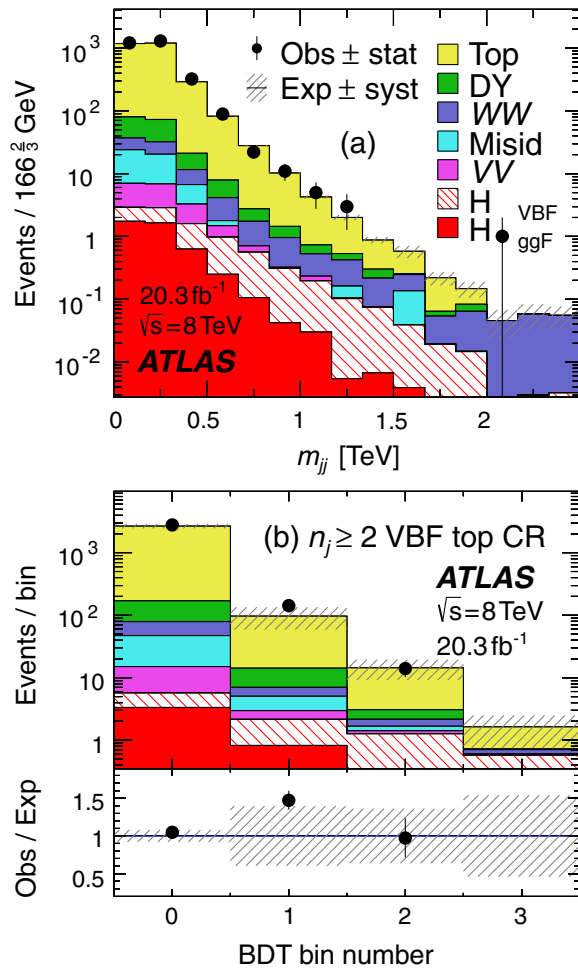 10³
10²
10
1
10⁻¹
10⁻²
Events / 166 ⅔ GeV
Obs ± stat
Exp ± syst
(a)
Top
DY
WW
Misid
VV
H VBF
H ggF
20.3 fb⁻¹
√s = 8 TeV
ATLAS
0 0.5 1 1.5 2
m_jj [TeV]
(b) n_j ≥ 2 VBF top CR
ATLAS
√s = 8 TeV
20.3 fb⁻¹
10³
10²
10
1
Events / bin
1.5
1
0.5
Obs / Exp
0 1 2 3
BDT bin number